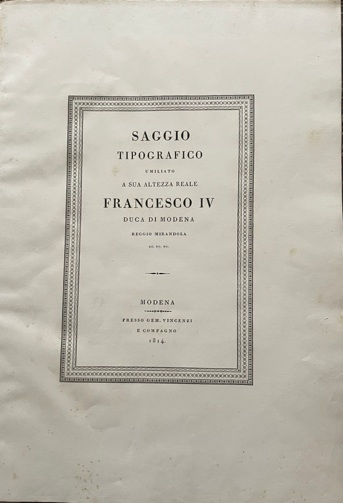 SAGGIO
TIPOGRAFICO
UMILIATO
A SUA ALTEZZA REALE
FRANCESCO IV
DUCA DI MODENA
REGGIO MIRANDOLA
EC. EC. EC.
MODENA
PRESSO GEM. VINCENZI
E COMPAGNO
1814.